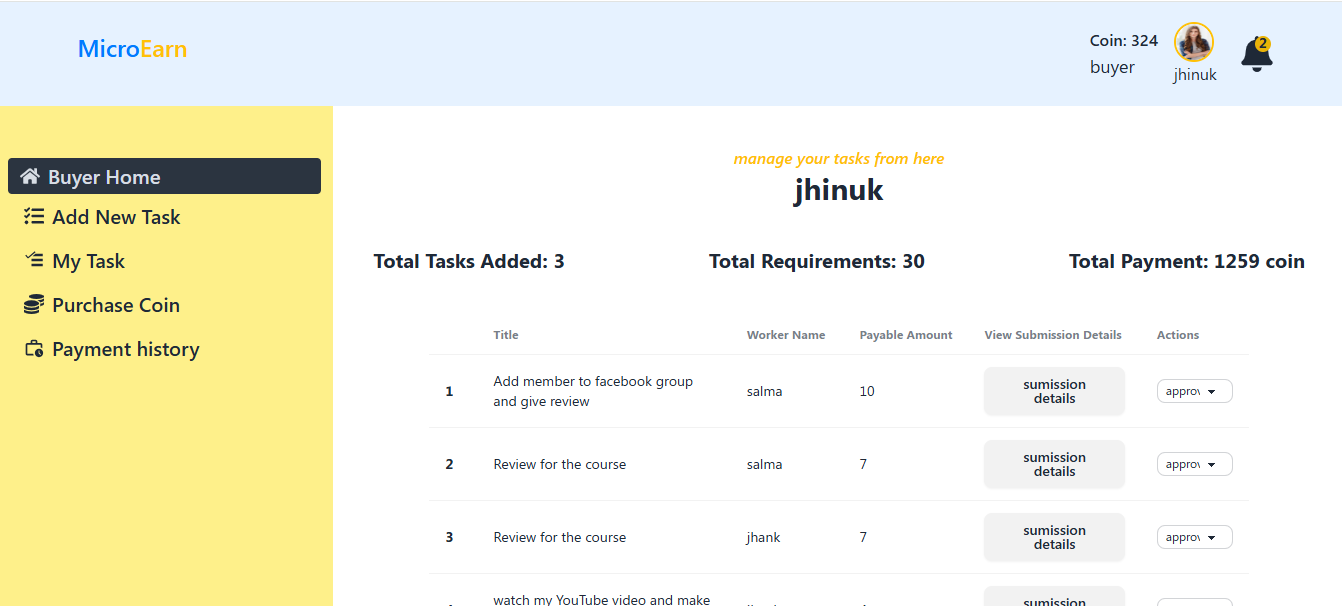 MicroEarn
Coin: 324
buyer
jhinuk
2
Buyer Home
Add New Task
My Task
Purchase Coin
Payment history
manage your tasks from here
jhinuk
Total Tasks Added: 3 Total Requirements: 30 Total Payment: 1259 coin
Title Worker Name Payable Amount View Submission Details Actions
1 Add member to facebook group and give review salma 10 sumission details approv
2 Review for the course salma 7 sumission details approv
3 Review for the course jhank 7 sumission details approv
watch my YouTube video and make sumission